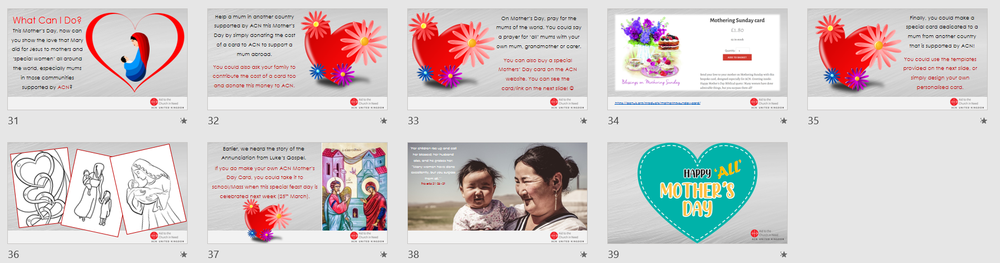 What Can I Do?
This Mother's Day, how can
you show the love that Mary
did for Jesus to mothers and
'special women' all around
the world, especially mums
in those communities
supported by ACN?
Aid to the
Church in Need
ACN UNITED KINGDOM
31
Help a mum in another country
supported by ACN this Mother's
Day by simply donating the cost
of a card to ACN to support a
mum abroad.
You could also ask your family to
contribute the cost of a card too
and donate this money to ACN.
Aid to the
Church in Need
ACN UNITED KINGDOM
32
On Mother's Day, pray for the
mums of the world. You could say
a prayer for 'all' mums with your
own mum, grandmother or carer.
You can also buy a special
Mothers' Day card on the ACN
website. You can see the
card/link on the next slide! ☺
Aid to the
Church in Need
ACN UNITED KINGDOM
33
Blessings on Mothering Sunday
Mothering Sunday card
£1.80
in stock
Quantity: 1
ADD TO BASKET
Send your love to your mother on Mothering Sunday with this
bespoke card, designed especially for ACN. Greeting inside:
Happy Mother's Day Biblical quote: Many women have done
admirable things, but you surpass them all!
https://acnuk.org/products/mothering-sunday-card/
Aid to the
Church in Need
ACN UNITED KINGDOM
34
Finally, you could make a
special card dedicated to a
mum from another country
that is supported by ACN!
You could use the templates
provided on the next slide, or
simply design your own
personalised card.
Aid to the
Church in Need
ACN UNITED KINGDOM
35
Aid to the
Church in Need
ACN UNITED KINGDOM
36
Earlier, we heard the story of the
Annunciation from Luke's Gospel.
If you do make your own ACN Mother's
Day Card, you could take it to
school/Mass when this special feast day is
celebrated next week (25th March).
Aid to the
Church in Need
ACN UNITED KINGDOM
37
"Her children rise up and call
her blessed; her husband
also, and he praises her:
"Many women have done
excellently, but you surpass
them all."
Proverbs 31:28 - 29
Aid to the
Church in Need
ACN UNITED KINGDOM
38
HAPPY 'ALL'
MOTHER'S
DAY
Aid to the
Church in Need
ACN UNITED KINGDOM
39